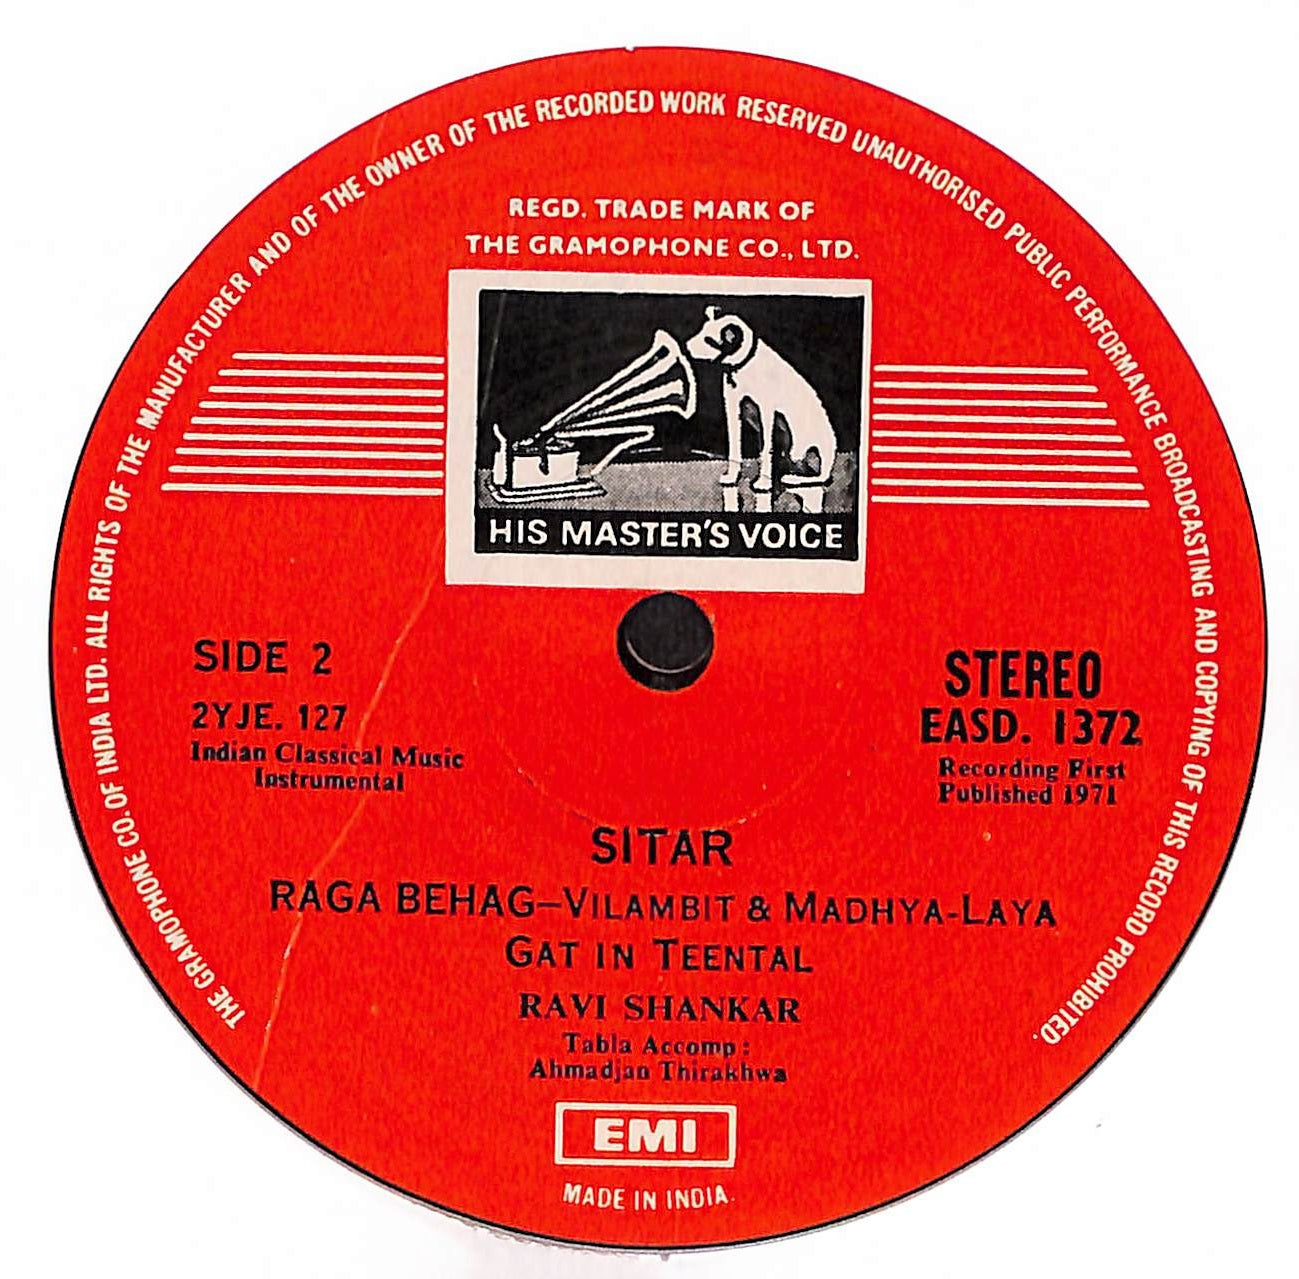 THE GRAMOPHONE CO. OF INDIA LTD. ALL RIGHTS OF THE MANUFACTURER AND OF THE OWNER OF THE RECORDED WORK RESERVED UNAUTHORISED PUBLIC PERFORMANCE BROADCASTING AND COPYING OF THIS RECORD PROHIBITED.
REGD. TRADE MARK OF
THE GRAMOPHONE CO., LTD.
HIS MASTER'S VOICE
SIDE 2
2YJE. 127
Indian Classical Music
Instrumental
STEREO
EASD. 1372
Recording First
Published 1971
SITAR
RAGA BEHAG–VILAMBIT & MADHYA-LAYA
GAT IN TEENTAL
RAVI SHANKAR
Tabla Accomp :
Ahmadjan Thirakhwa
EMI
MADE IN INDIA.